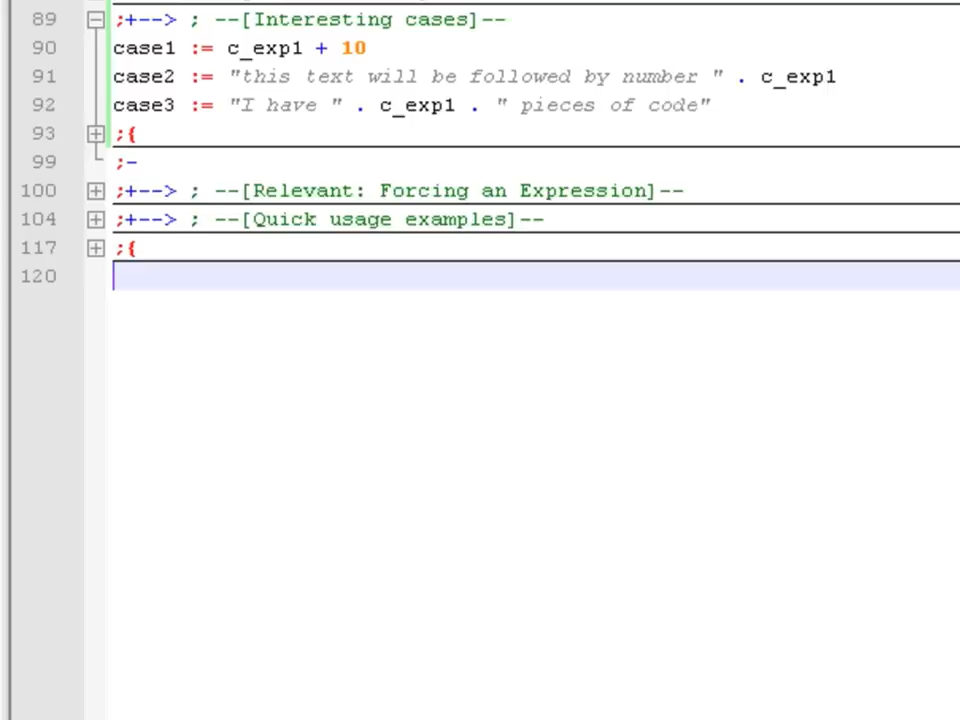 89 ;+--> ; --[Interesting cases]--
90 case1 := c_exp1 + 10
91 case2 := "this text will be followed by number " . c_exp1
92 case3 := "I have " . c_exp1 . " pieces of code"
93 ;{
99 ;-
100 ;+--> ; --[Relevant: Forcing an Expression]--
104 ;+--> ; --[Quick usage examples]--
117 ;{
120